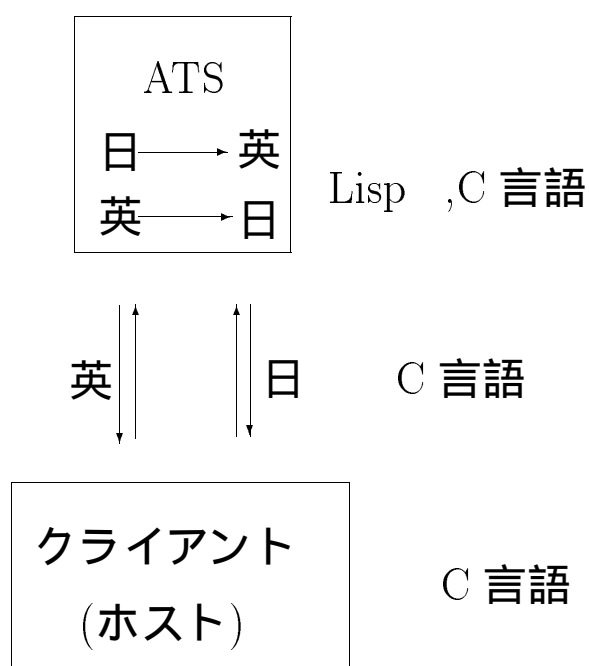 ATS
日 英
英 日
Lisp ,C 言語
英 日 C 言語
クライアント
(ホスト)
C 言語